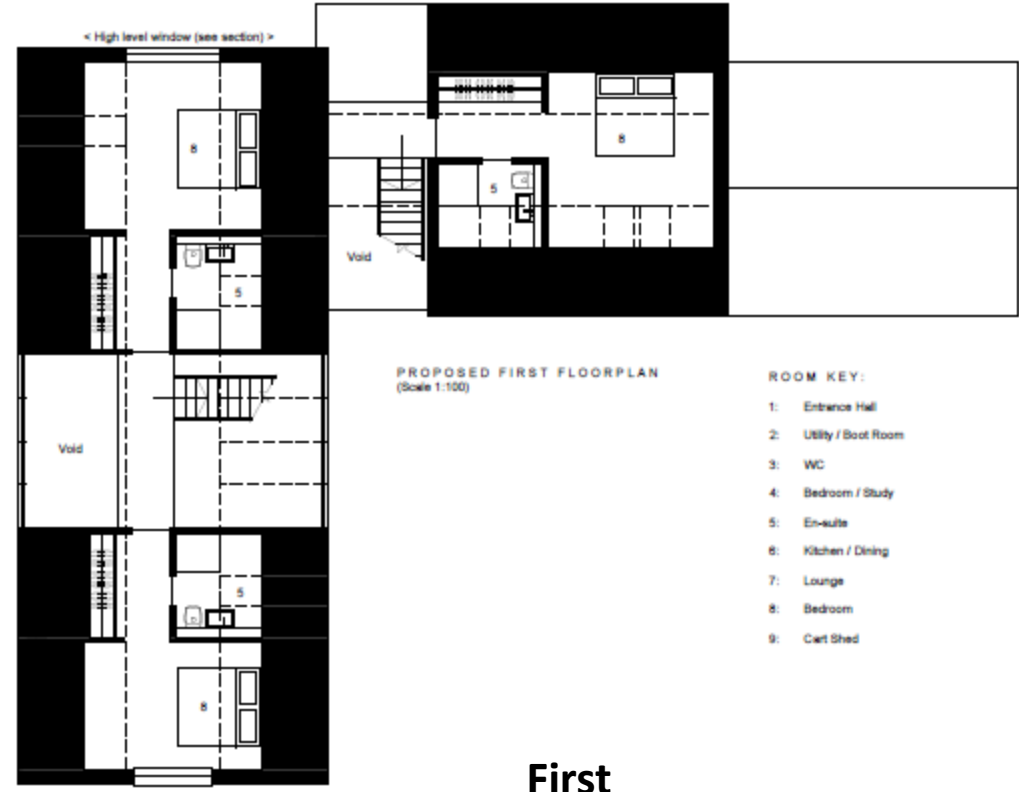 < High level window (see section) >
8
8
5
5
Void
PROPOSED FIRST FLOORPLAN
(Scale 1:100)
ROOM KEY:
1: Entrance Hall
2: Utility / Boot Room
3: WC
4: Bedroom / Study
5: En-suite
6: Kitchen / Dining
7: Lounge
8: Bedroom
9: Cart Shed
Void
5
8
First